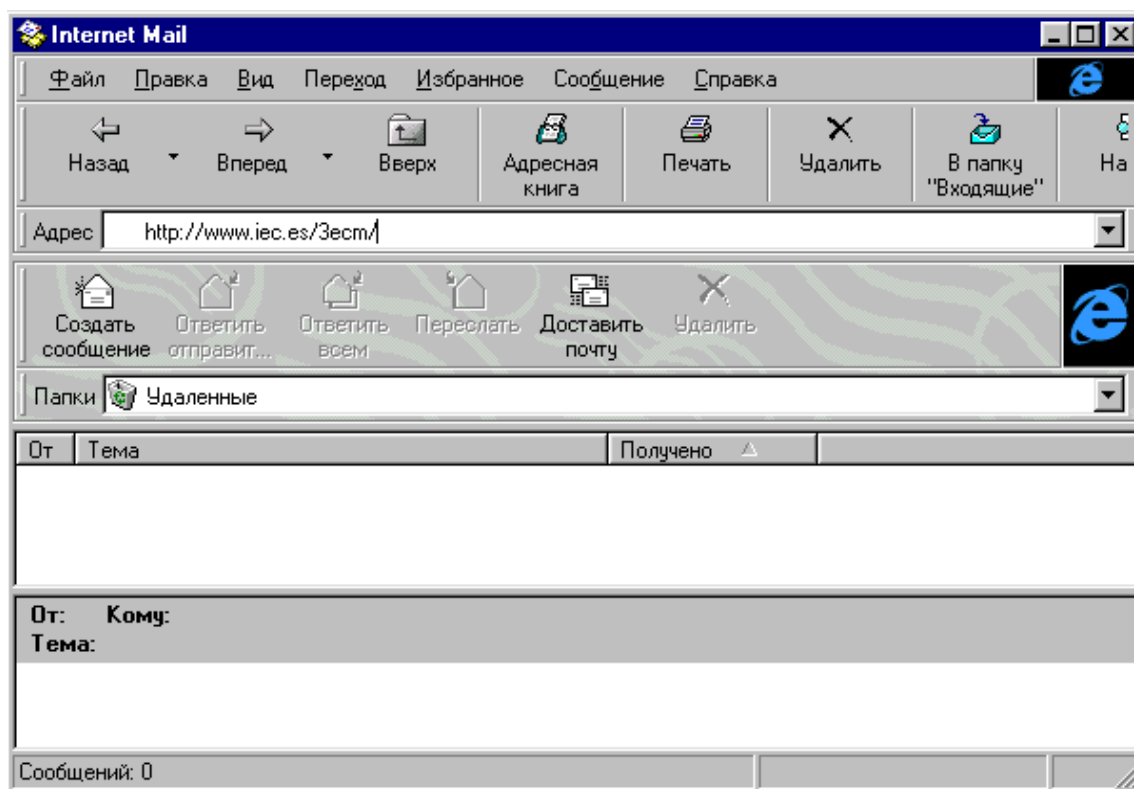 Internet Mail
Файл Правка Вид Переход Избранное Сообщение Справка
Назад Вперед Вверх Адресная книга Печать Удалить В папку "Входящие" На
Адрес http://www.iec.es/3ecm/
Создать сообщение Ответить отправит... Ответить всем Переслать Доставить почту Удалить
Папки Удаленные
От Тема Получено
От: Кому:
Тема:
Сообщений: 0